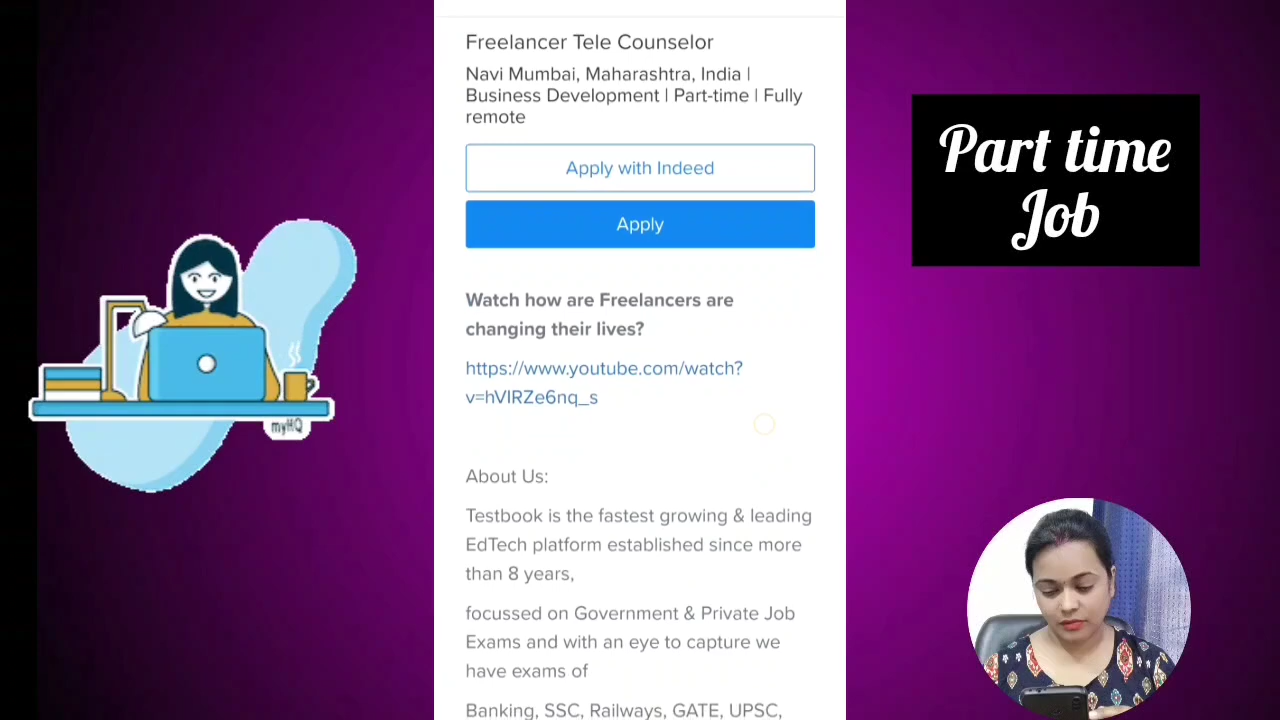 Freelancer Tele Counselor
Navi Mumbai, Maharashtra, India |
Business Development | Part-time | Fully
remote
Apply with Indeed
Apply
Watch how are Freelancers are
changing their lives?
https://www.youtube.com/watch?
v=hVIRZe6nq_s
About Us:
Testbook is the fastest growing & leading
EdTech platform established since more
than 8 years,
focussed on Government & Private Job
Exams and with an eye to capture we
have exams of
Banking, SSC, Railways, GATE, UPSC,
Part time
Job
myHQ